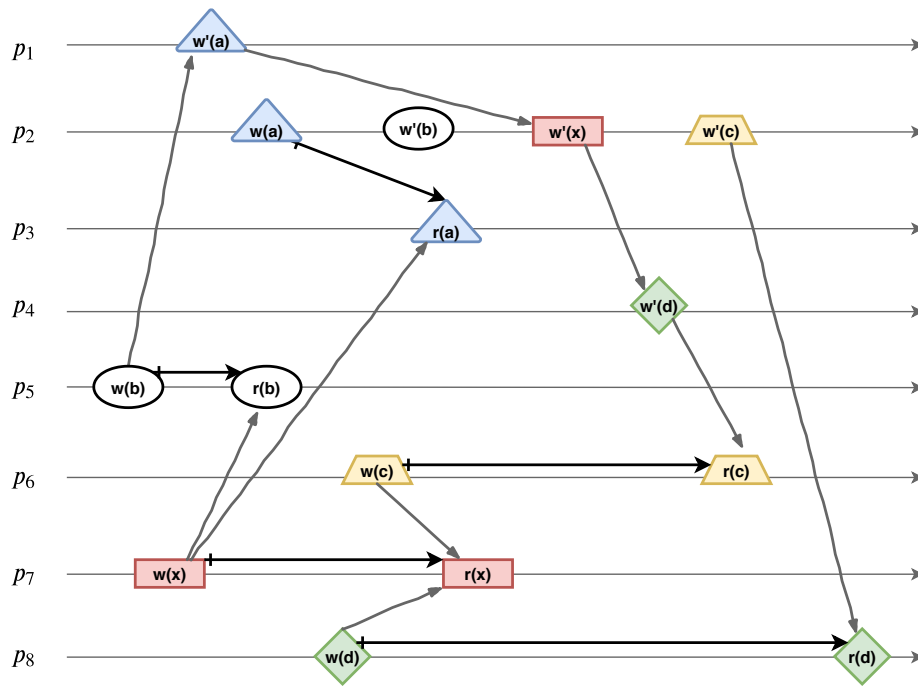 p1 w'(a)
p2 w(a) w'(b) w'(x) w'(c)
p3 r(a)
p4 w'(d)
p5 w(b) r(b)
p6 w(c) r(c)
p7 w(x) r(x)
p8 w(d) r(d)